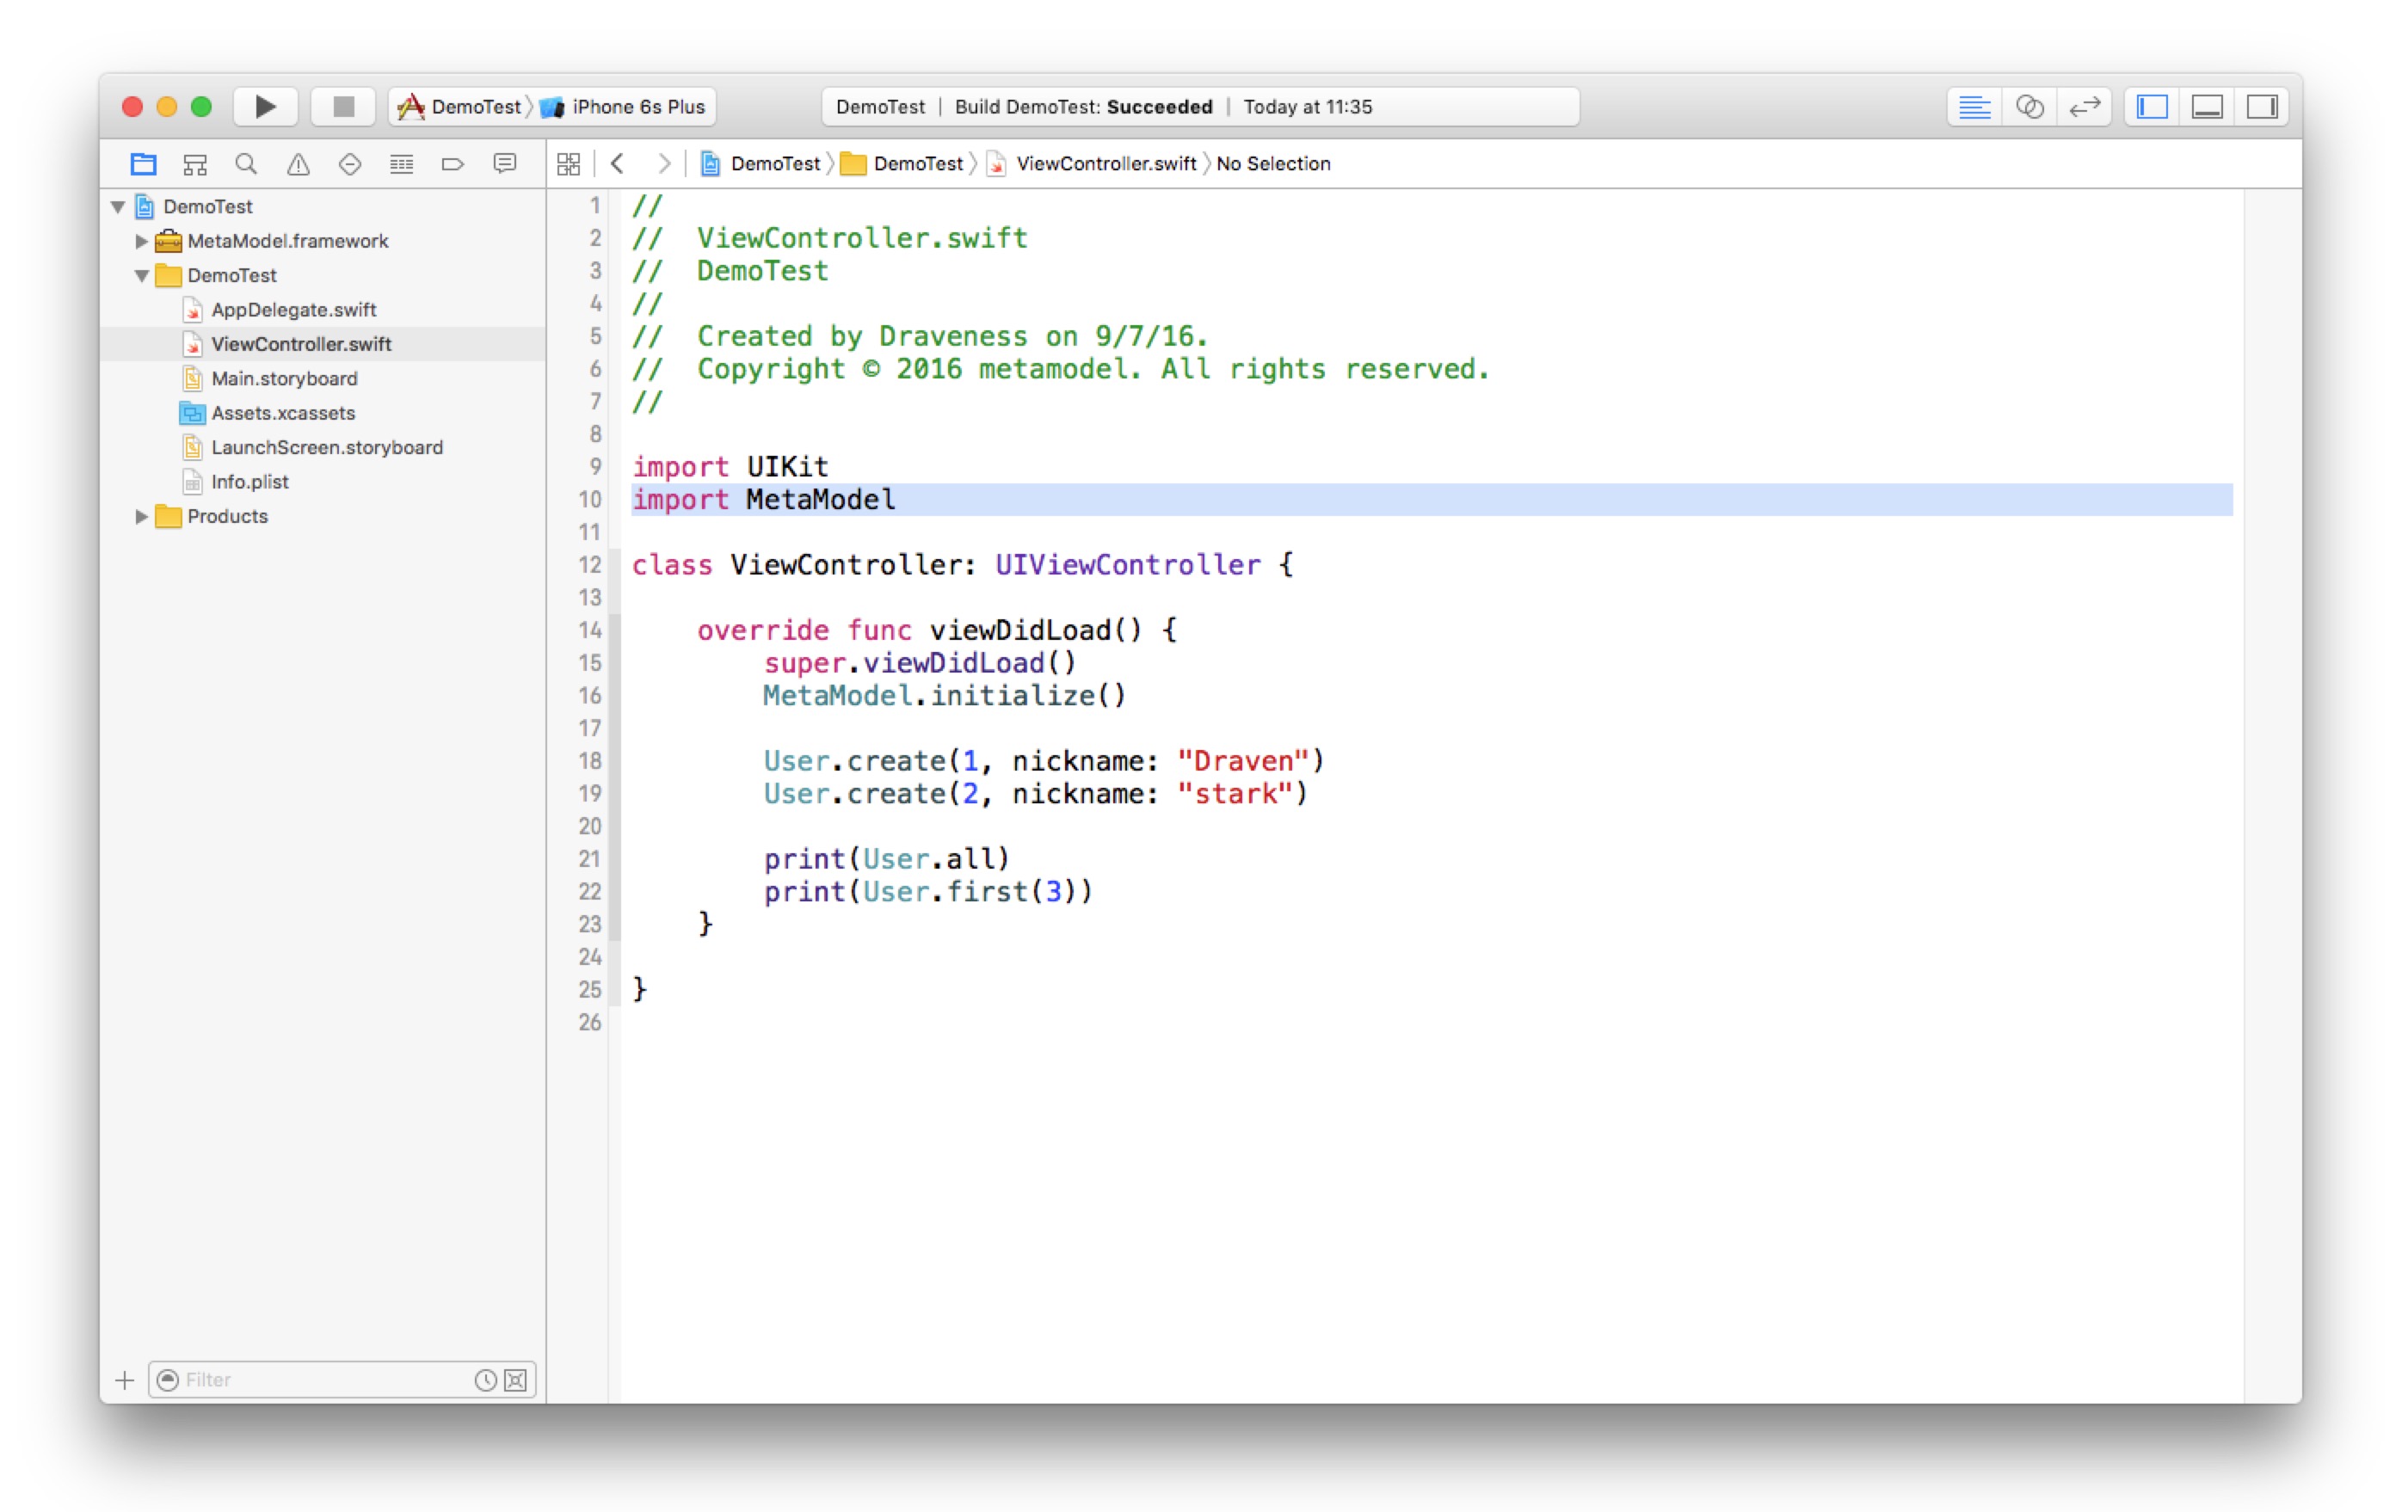 DemoTest 〉 iPhone 6s Plus
DemoTest | Build DemoTest: Succeeded | Today at 11:35
DemoTest 〉 DemoTest 〉 ViewController.swift 〉 No Selection
DemoTest
MetaModel.framework
DemoTest
AppDelegate.swift
ViewController.swift
Main.storyboard
Assets.xcassets
LaunchScreen.storyboard
Info.plist
Products
Filter
1 //
2 //  ViewController.swift
3 //  DemoTest
4 //
5 //  Created by Draveness on 9/7/16.
6 //  Copyright © 2016 metamodel. All rights reserved.
7 //
8
9 import UIKit
10 import MetaModel
11
12 class ViewController: UIViewController {
13
14     override func viewDidLoad() {
15         super.viewDidLoad()
16         MetaModel.initialize()
17
18         User.create(1, nickname: "Draven")
19         User.create(2, nickname: "stark")
20
21         print(User.all)
22         print(User.first(3))
23     }
24
25 }
26